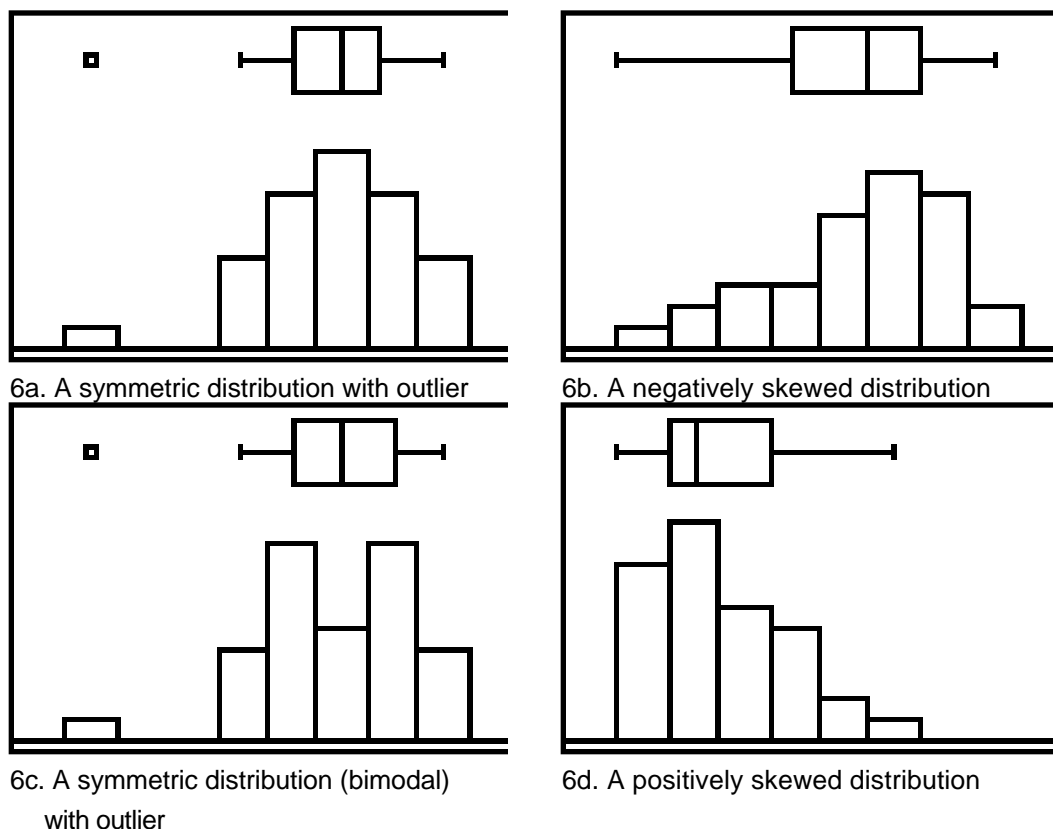 6a. A symmetric distribution with outlier
6b. A negatively skewed distribution
6c. A symmetric distribution (bimodal)
with outlier
6d. A positively skewed distribution